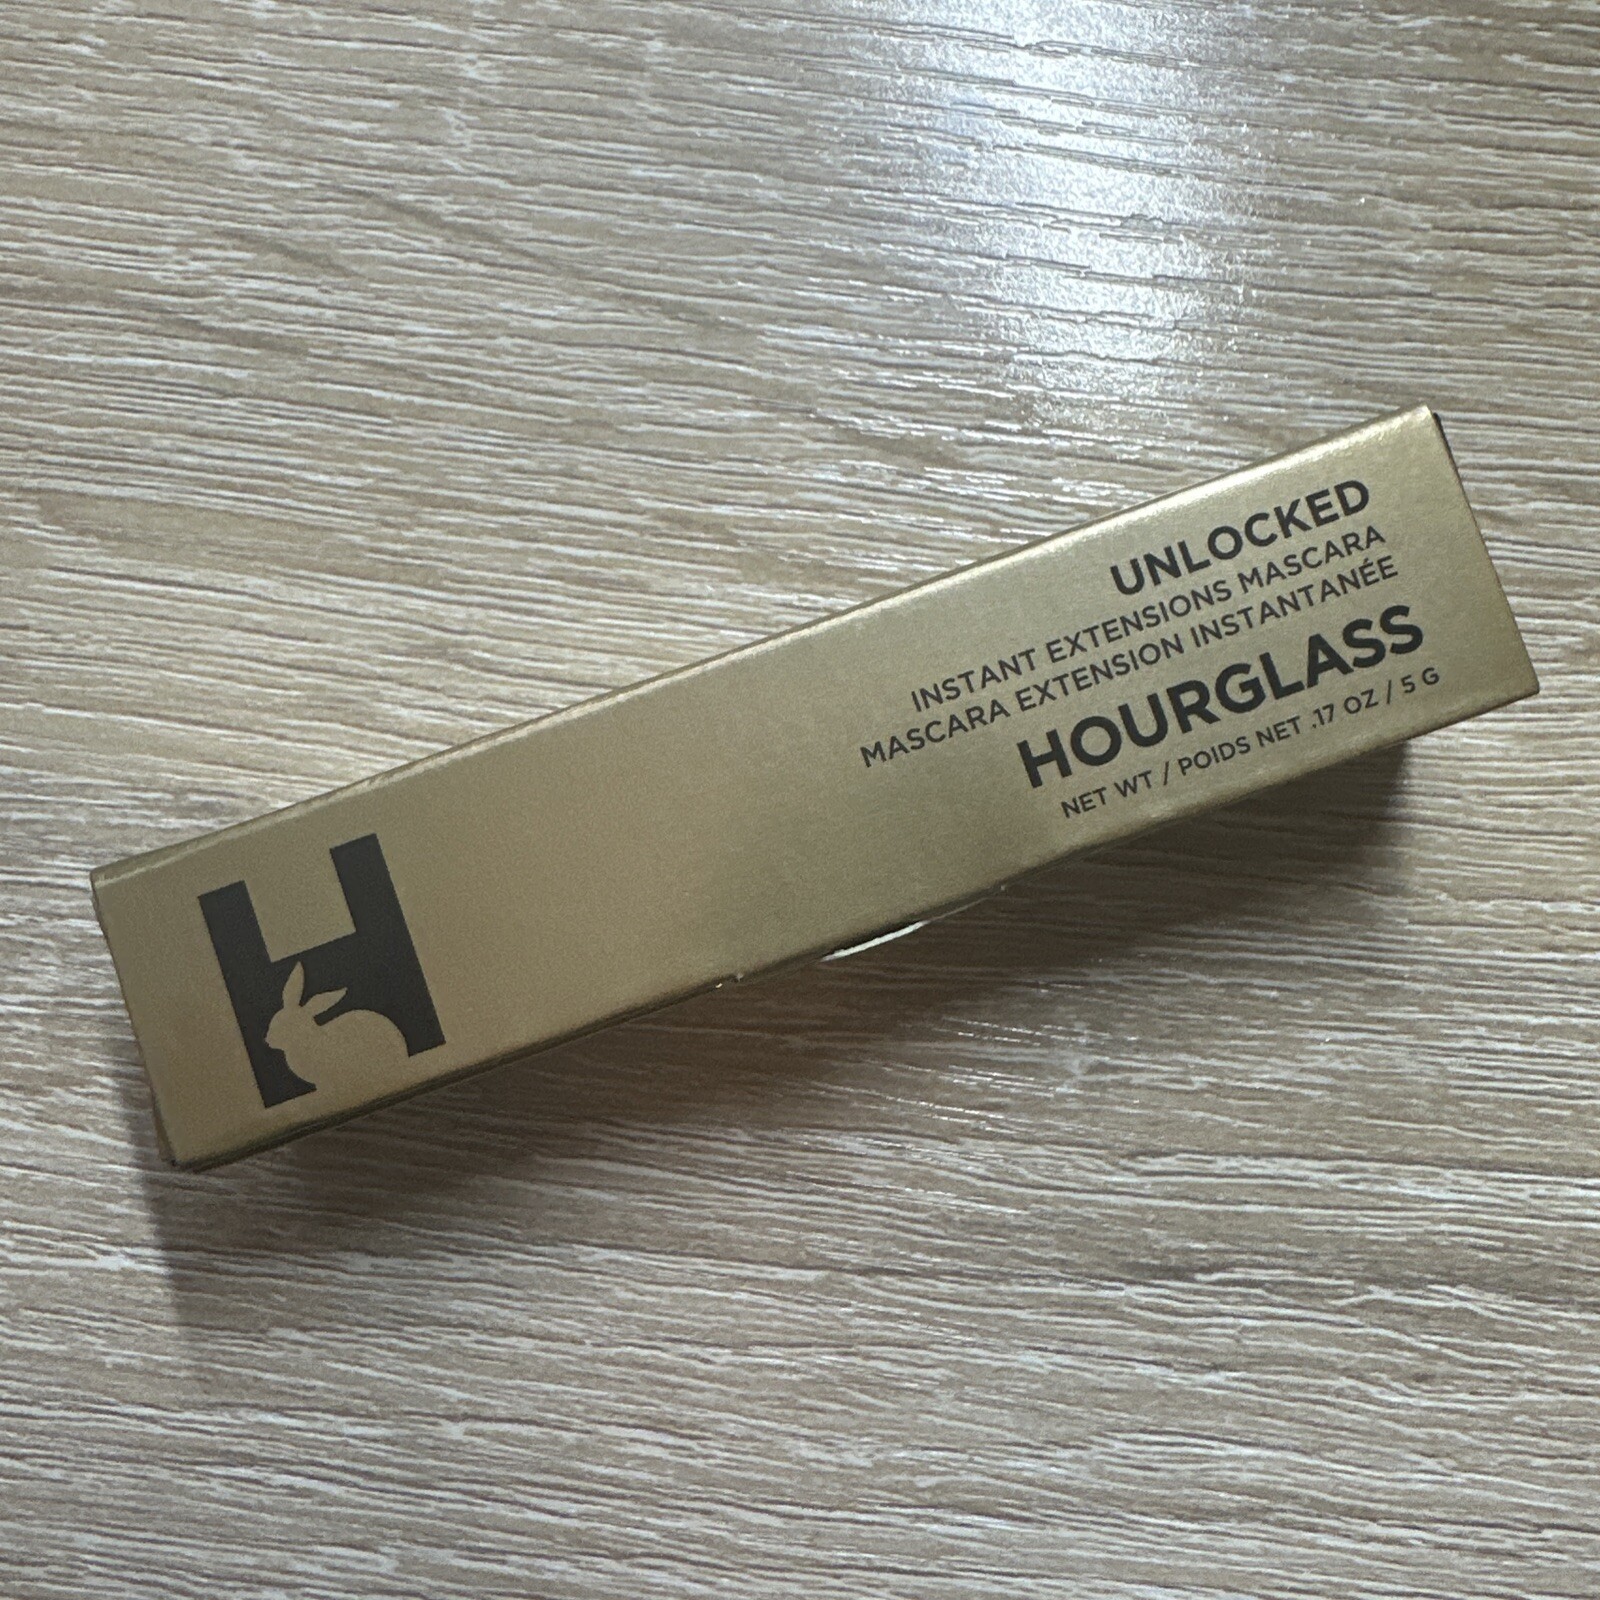 UNLOCKED
INSTANT EXTENSIONS MASCARA
MASCARA EXTENSION INSTANTANÉE
HOURGLASS
NET WT / POIDS NET .17 OZ / 5 G
H